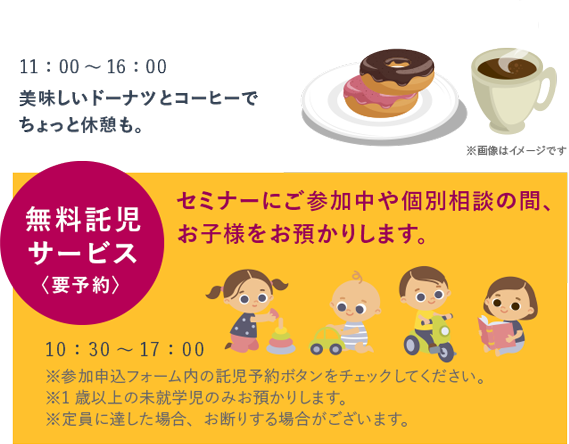 11：00～16：00
美味しいドーナツとコーヒーで
ちょっと休憩も。
※画像はイメージです
無料託児
サービス
〈要予約〉
セミナーにご参加中や個別相談の間、
お子様をお預かりします。
10：30～17：00
※参加申込フォーム内の託児予約ボタンをチェックしてください。
※1歳以上の未就学児のみお預かりします。
※定員に達した場合、お断りする場合がございます。